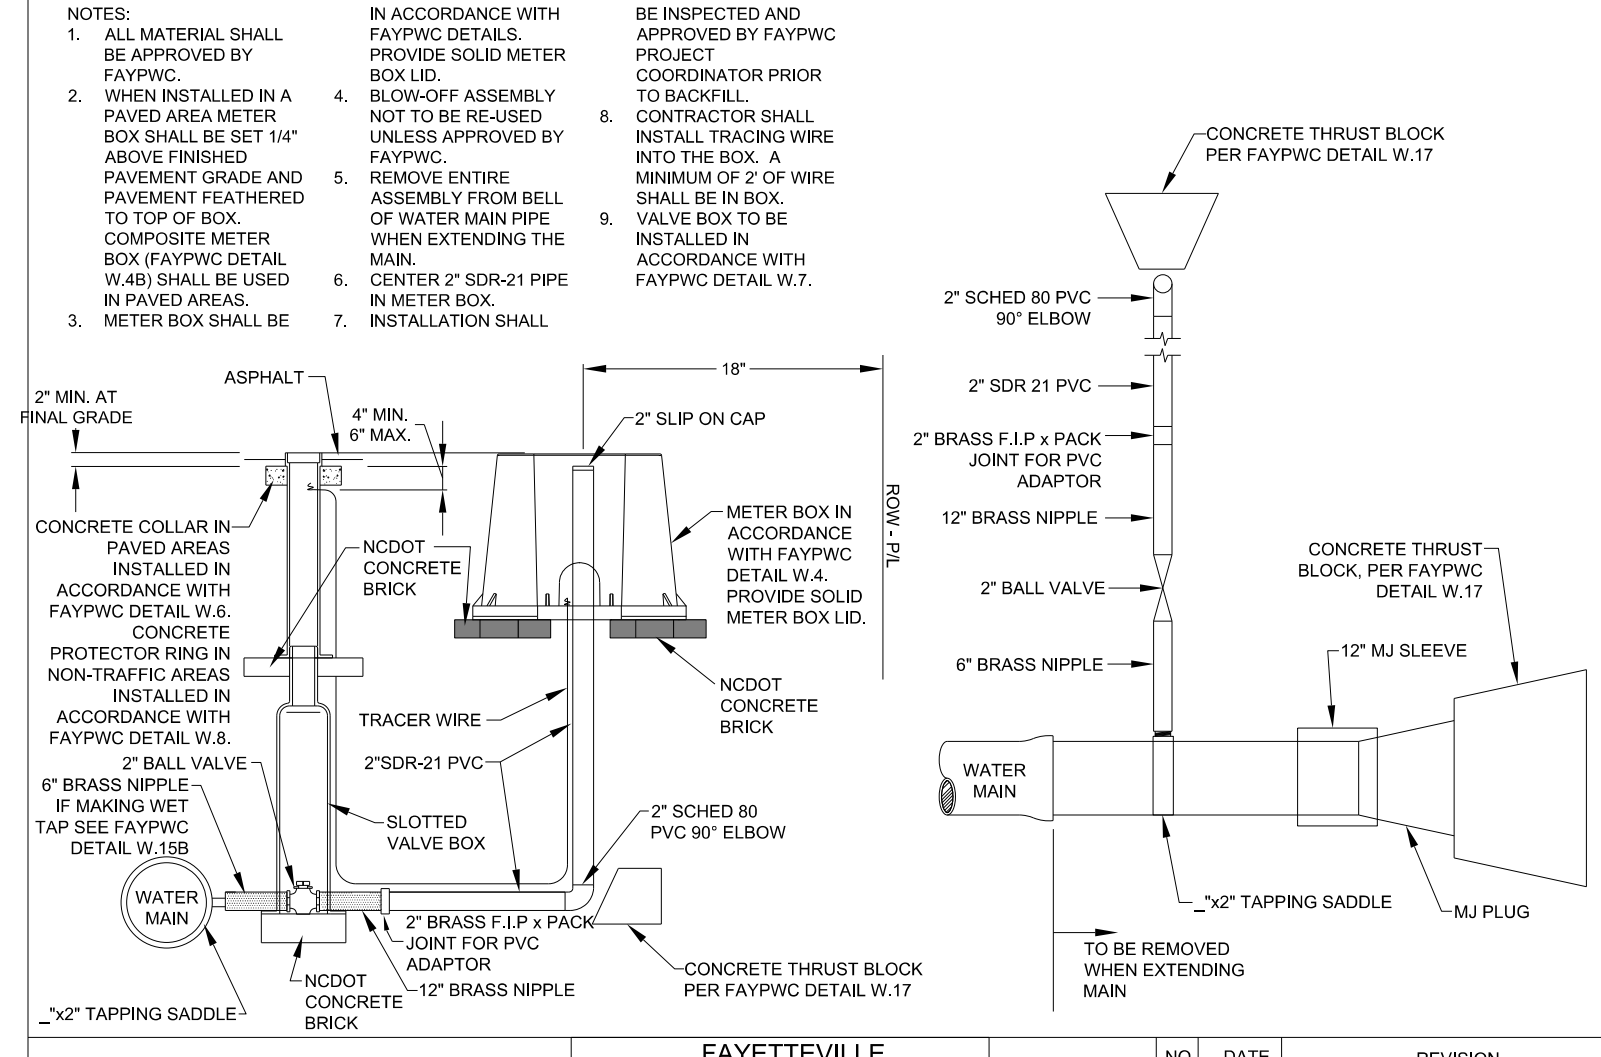 NOTES:
1. ALL MATERIAL SHALL
BE APPROVED BY
FAYPWC.
2. WHEN INSTALLED IN A
PAVED AREA METER
BOX SHALL BE SET 1/4"
ABOVE FINISHED
PAVEMENT GRADE AND
PAVEMENT FEATHERED
TO TOP OF BOX.
COMPOSITE METER
BOX (FAYPWC DETAIL
W.4B) SHALL BE USED
IN PAVED AREAS.
3. METER BOX SHALL BE
IN ACCORDANCE WITH
FAYPWC DETAILS.
PROVIDE SOLID METER
BOX LID.
4. BLOW-OFF ASSEMBLY
NOT TO BE RE-USED
UNLESS APPROVED BY
FAYPWC.
5. REMOVE ENTIRE
ASSEMBLY FROM BELL
OF WATER MAIN PIPE
WHEN EXTENDING THE
MAIN.
6. CENTER 2" SDR-21 PIPE
IN METER BOX.
7. INSTALLATION SHALL
BE INSPECTED AND
APPROVED BY FAYPWC
PROJECT
COORDINATOR PRIOR
TO BACKFILL.
8. CONTRACTOR SHALL
INSTALL TRACING WIRE
INTO THE BOX. A
MINIMUM OF 2' OF WIRE
SHALL BE IN BOX.
9. VALVE BOX TO BE
INSTALLED IN
ACCORDANCE WITH
FAYPWC DETAIL W.7.
ASPHALT
2" MIN. AT
FINAL GRADE
4" MIN.
6" MAX.
18"
2" SLIP ON CAP
ROW - P/L
CONCRETE COLLAR IN
PAVED AREAS
INSTALLED IN
ACCORDANCE WITH
FAYPWC DETAIL W.6.
CONCRETE
PROTECTOR RING IN
NON-TRAFFIC AREAS
INSTALLED IN
ACCORDANCE WITH
FAYPWC DETAIL W.8.
NCDOT
CONCRETE
BRICK
METER BOX IN
ACCORDANCE
WITH FAYPWC
DETAIL W.4.
PROVIDE SOLID
METER BOX LID.
NCDOT
CONCRETE
BRICK
TRACER WIRE
2"SDR-21 PVC
2" BALL VALVE
6" BRASS NIPPLE
IF MAKING WET
TAP SEE FAYPWC
DETAIL W.15B
SLOTTED
VALVE BOX
2" SCHED 80
PVC 90° ELBOW
WATER
MAIN
2" BRASS F.I.P x PACK
JOINT FOR PVC
ADAPTOR
12" BRASS NIPPLE
NCDOT
CONCRETE
BRICK
_"x2" TAPPING SADDLE
CONCRETE THRUST BLOCK
PER FAYPWC DETAIL W.17
CONCRETE THRUST BLOCK
PER FAYPWC DETAIL W.17
2" SCHED 80 PVC
90° ELBOW
2" SDR 21 PVC
2" BRASS F.I.P x PACK
JOINT FOR PVC
ADAPTOR
12" BRASS NIPPLE
2" BALL VALVE
6" BRASS NIPPLE
CONCRETE THRUST
BLOCK, PER FAYPWC
DETAIL W.17
12" MJ SLEEVE
WATER
MAIN
_"x2" TAPPING SADDLE
MJ PLUG
TO BE REMOVED
WHEN EXTENDING
MAIN
FAYETTEVILLE
NO DATE REVISION